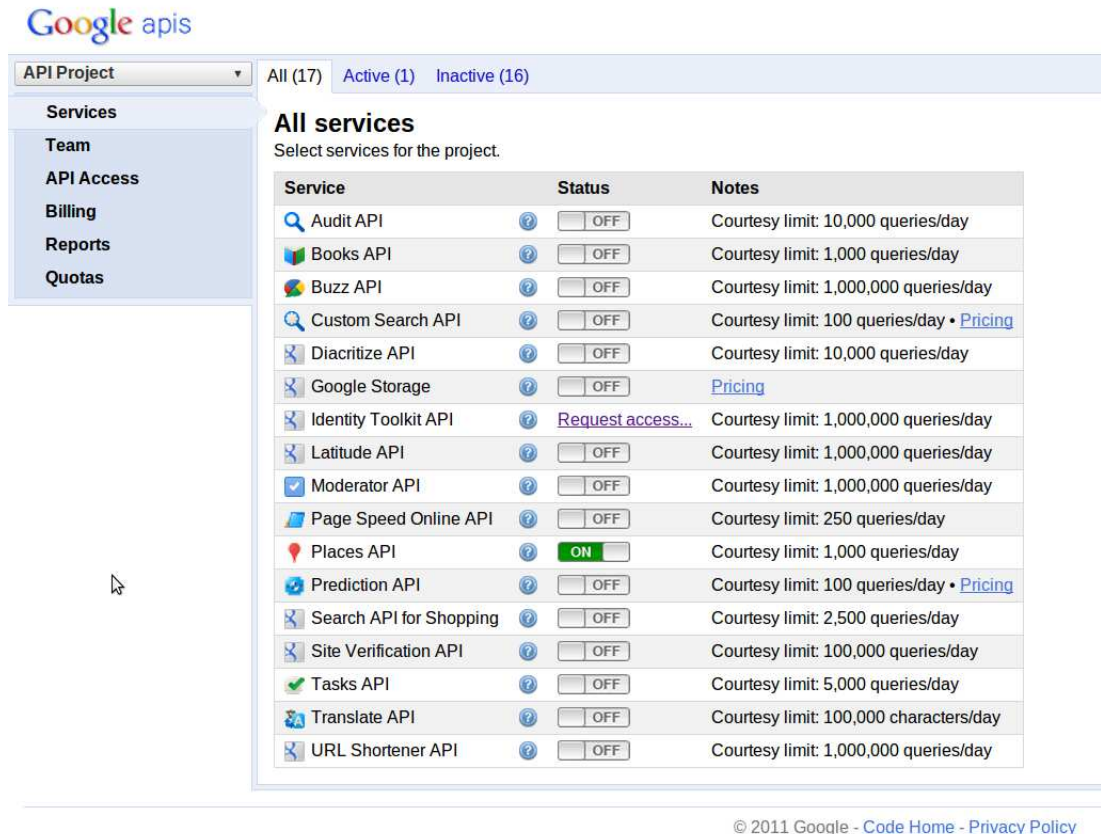 Google apis
API Project
All (17) Active (1) Inactive (16)
Services
Team
API Access
Billing
Reports
Quotas
All services
Select services for the project.
Service Status Notes
Audit API OFF Courtesy limit: 10,000 queries/day
Books API OFF Courtesy limit: 1,000 queries/day
Buzz API OFF Courtesy limit: 1,000,000 queries/day
Custom Search API OFF Courtesy limit: 100 queries/day • Pricing
Diacritize API OFF Courtesy limit: 10,000 queries/day
Google Storage OFF Pricing
Identity Toolkit API Request access... Courtesy limit: 1,000,000 queries/day
Latitude API OFF Courtesy limit: 1,000,000 queries/day
Moderator API OFF Courtesy limit: 1,000,000 queries/day
Page Speed Online API OFF Courtesy limit: 250 queries/day
Places API ON Courtesy limit: 1,000 queries/day
Prediction API OFF Courtesy limit: 100 queries/day • Pricing
Search API for Shopping OFF Courtesy limit: 2,500 queries/day
Site Verification API OFF Courtesy limit: 100,000 queries/day
Tasks API OFF Courtesy limit: 5,000 queries/day
Translate API OFF Courtesy limit: 100,000 characters/day
URL Shortener API OFF Courtesy limit: 1,000,000 queries/day
© 2011 Google - Code Home - Privacy Policy